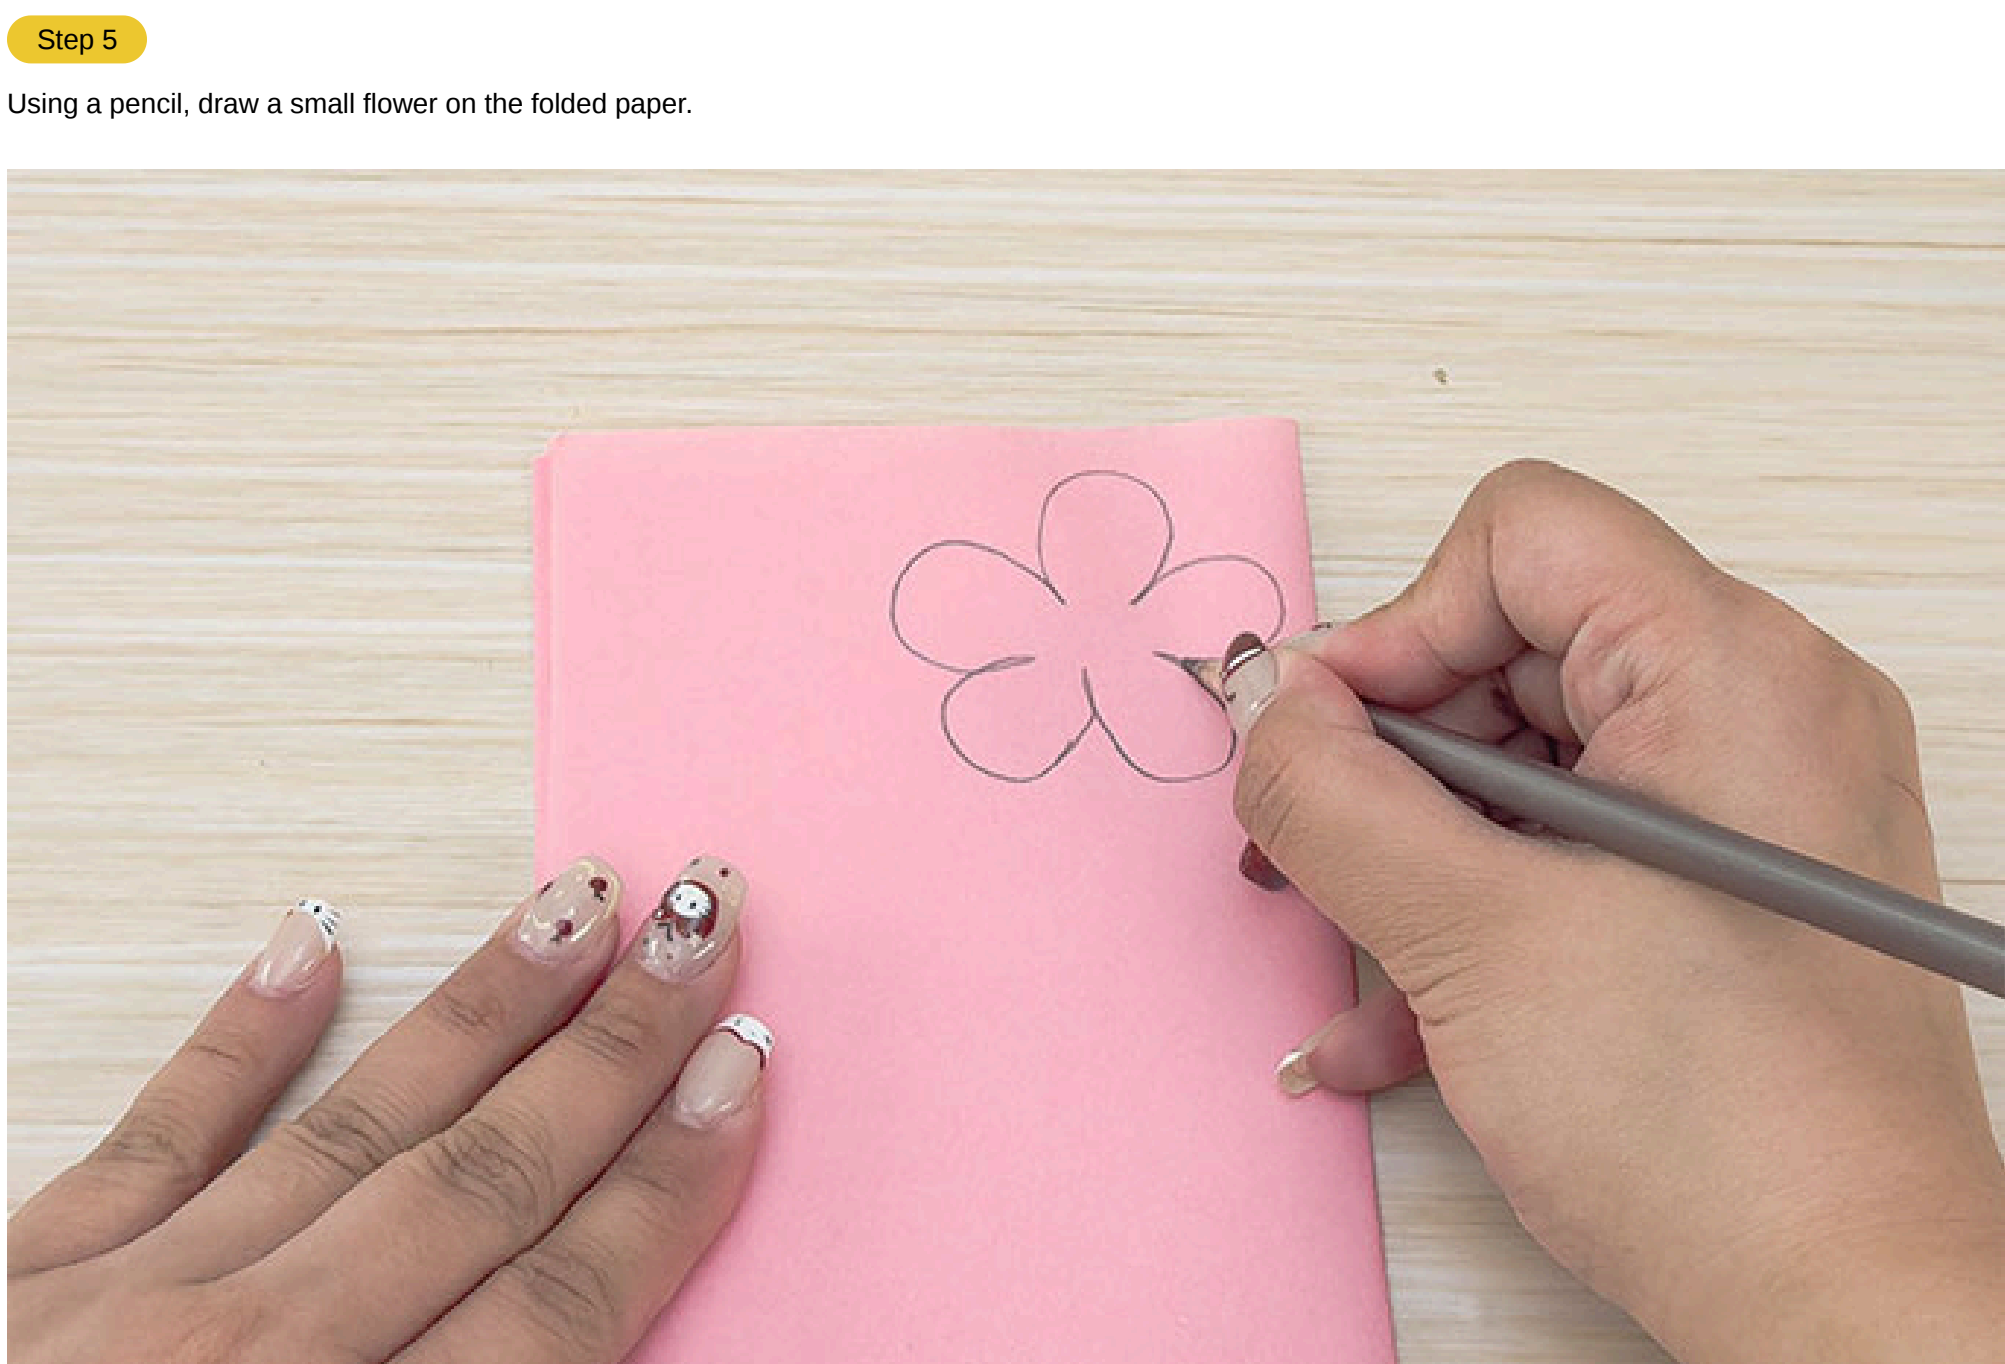 Step 5
Using a pencil, draw a small flower on the folded paper.